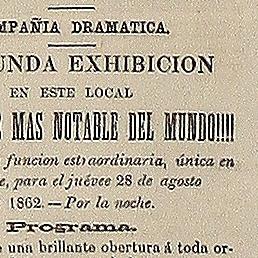 MPAÑIA DRAMATICA.
UNDA EXHIBICION
EN ESTE LOCAL
MAS NOTABLE DEL MUNDO!!!!
funcion estraordinaria, única en
e, para el juéves 28 de agosto
1862.—Por la noche.
Programa.
e una brillante obertura á toda or-